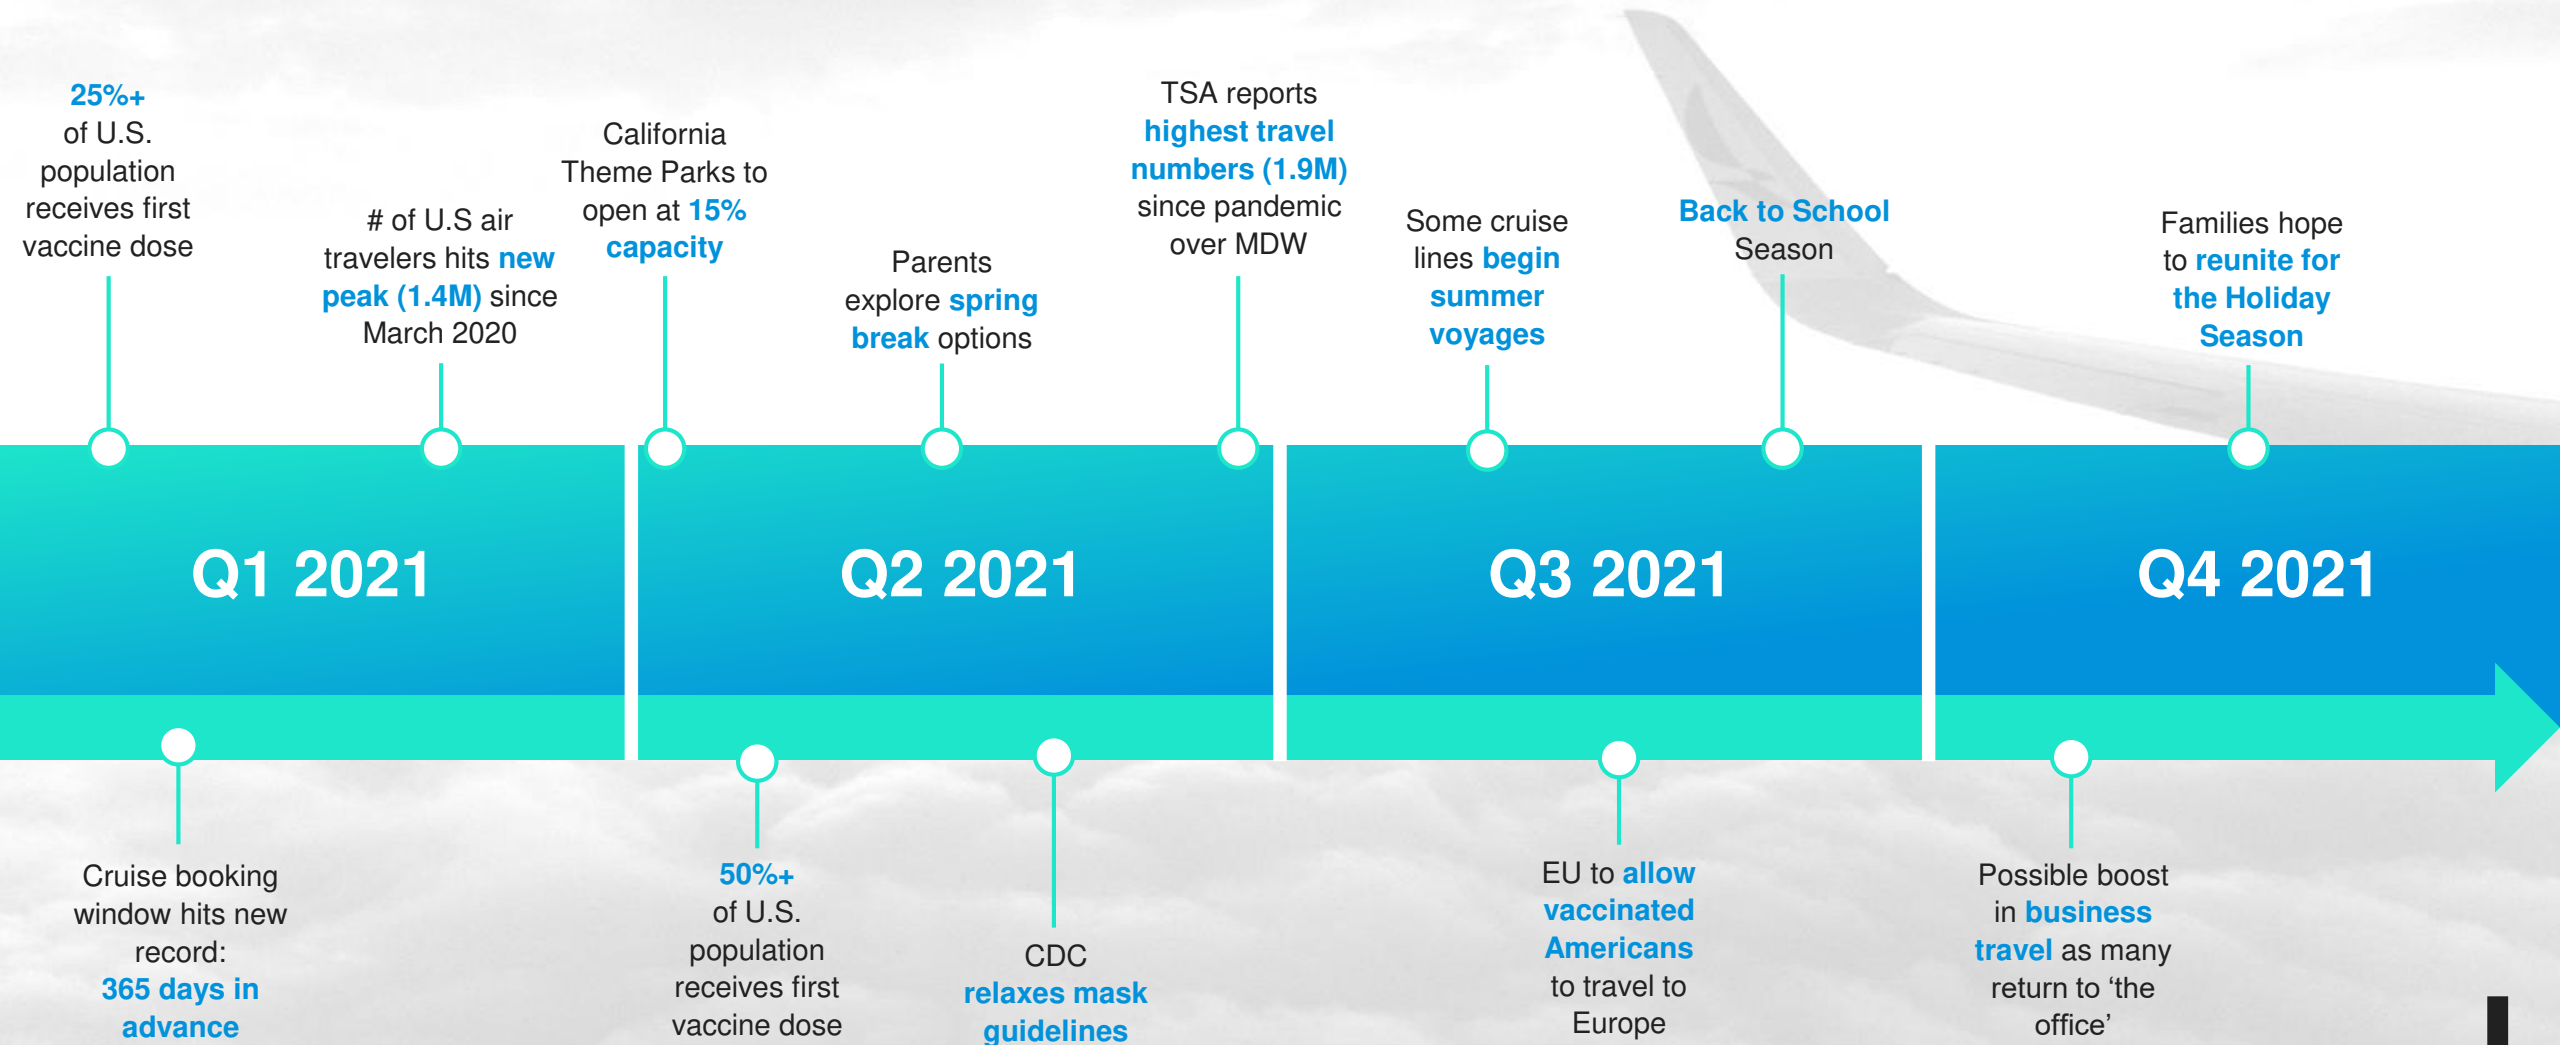 25%+
of U.S.
population
receives first
vaccine dose
# of U.S air
travelers hits new
peak (1.4M) since
March 2020
California
Theme Parks to
open at 15%
capacity
Parents
explore spring
break options
TSA reports
highest travel
numbers (1.9M)
since pandemic
over MDW
Some cruise
lines begin
summer
voyages
Back to School
Season
Families hope
to reunite for
the Holiday
Season
Q1 2021
Q2 2021
Q3 2021
Q4 2021
Cruise booking
window hits new
record:
365 days in
advance
50%+
of U.S.
population
receives first
vaccine dose
CDC
relaxes mask
guidelines
EU to allow
vaccinated
Americans
to travel to
Europe
Possible boost
in business
travel as many
return to ‘the
office’